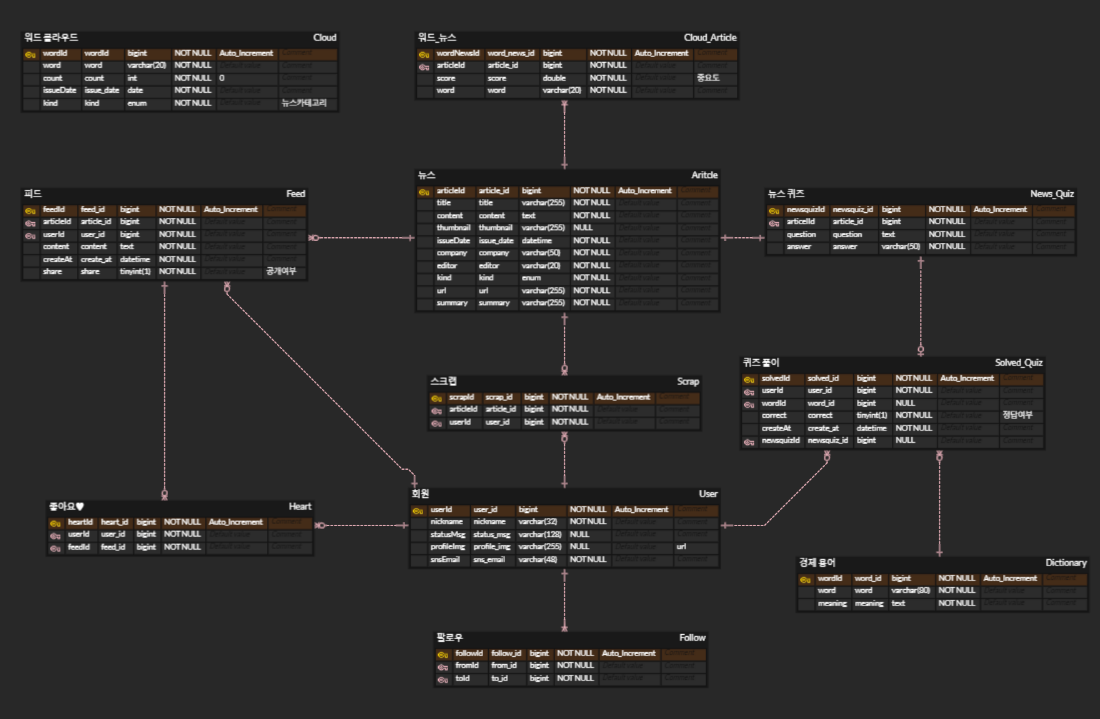 워드 클라우드 Cloud
wordId wordId bigint NOT NULL Auto_Increment Comment
word word varchar(20) NOT NULL Default value Comment
count count int NOT NULL 0 Comment
issueDate issue_date date NOT NULL Default value Comment
kind kind enum NOT NULL Default value 뉴스카테고리
워드_뉴스 Cloud_Article
wordNewsId word_news_id bigint NOT NULL Auto_Increment Comment
articleId article_id bigint NOT NULL Default value Comment
score score double NOT NULL Default value 중요도
word word varchar(20) NOT NULL Default value Comment
뉴스 Aritcle
articleId article_id bigint NOT NULL Auto_Increment Comment
title title varchar(255) NOT NULL Default value Comment
content content text NOT NULL Default value Comment
thumbnail thumbnail varchar(255) NULL Default value Comment
issueDate issue_date datetime NOT NULL Default value Comment
company company varchar(50) NOT NULL Default value Comment
editor editor varchar(20) NOT NULL Default value Comment
kind kind enum NOT NULL Default value Comment
url url varchar(255) NOT NULL Default value Comment
summary summary varchar(255) NOT NULL Default value Comment
피드 Feed
feedId feed_id bigint NOT NULL Auto_Increment Comment
articleId article_id bigint NOT NULL Default value Comment
userId user_id bigint NOT NULL Default value Comment
content content text NOT NULL Default value Comment
createAt create_at datetime NOT NULL Default value Comment
share share tinyint(1) NOT NULL Default value 공개여부
뉴스 퀴즈 News_Quiz
newsquizId newsquiz_id bigint NOT NULL Auto_Increment Comment
articleId article_id bigint NOT NULL Default value Comment
question question text NOT NULL Default value Comment
answer answer varchar(50) NOT NULL Default value Comment
스크랩 Scrap
scrapId scrap_id bigint NOT NULL Auto_Increment Comment
articleId article_id bigint NOT NULL Default value Comment
userId user_id bigint NOT NULL Default value Comment
퀴즈 풀이 Solved_Quiz
solvedId solved_id bigint NOT NULL Auto_Increment Comment
userId user_id bigint NOT NULL Default value Comment
wordId word_id bigint NULL Default value Comment
correct correct tinyint(1) NOT NULL Default value 정답여부
createAt create_at datetime NOT NULL Default value Comment
newsquizId newsquiz_id bigint NULL Default value Comment
좋아요♥ Heart
heartId heart_id bigint NOT NULL Auto_Increment Comment
userId user_id bigint NOT NULL Default value Comment
feedId feed_id bigint NOT NULL Default value Comment
회원 User
userId user_id bigint NOT NULL Auto_Increment Comment
nickname nickname varchar(32) NOT NULL Default value Comment
statusMsg status_msg varchar(128) NULL Default value Comment
profileImg profile_img varchar(255) NULL Default value url
snsEmail sns_email varchar(48) NOT NULL Default value Comment
경제 용어 Dictionary
wordId word_id bigint NOT NULL Auto_Increment Comment
word word varchar(80) NOT NULL Default value Comment
meaning meaning text NOT NULL Default value Comment
팔로우 Follow
followId follow_id bigint NOT NULL Auto_Increment Comment
fromId from_id bigint NOT NULL Default value Comment
toId to_id bigint NOT NULL Default value Comment